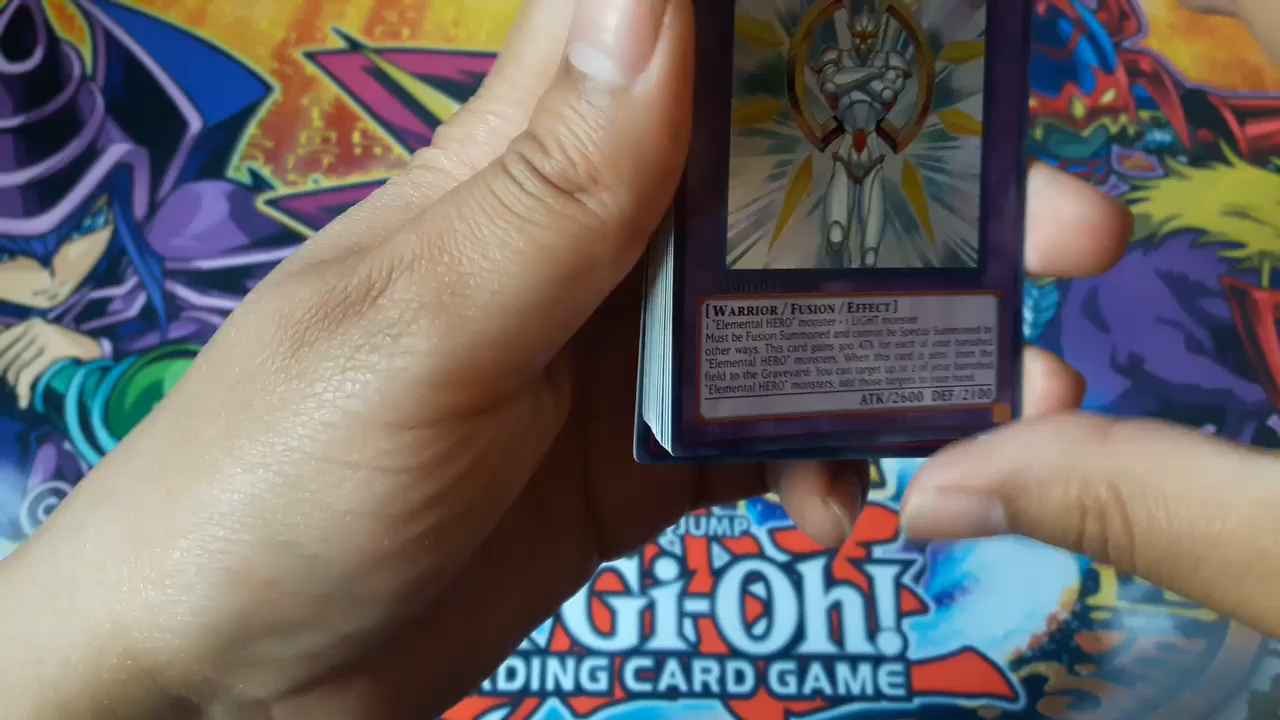 LIMITED
[WARRIOR / FUSION / EFFECT]
1 "Elemental HERO" monster + 1 LIGHT monster
Must be Fusion Summoned and cannot be Special Summoned by
other ways. This card gains 300 ATK for each of your banished
"Elemental HERO" monsters. When this card is sent from the
field to the Graveyard: You can target up to 2 of your banished
"Elemental HERO" monsters; add those targets to your hand.
ATK/2600 DEF/2100
JUMP
Gi-Oh!
DING CARD GAME